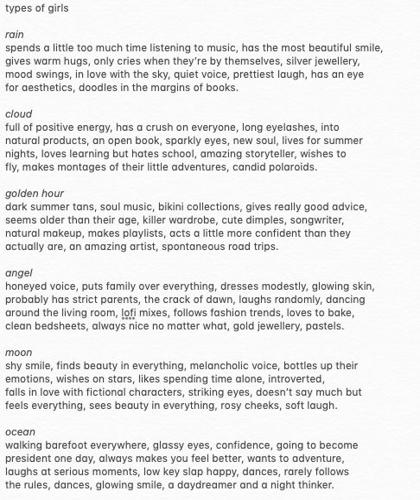 types of girls
rain
spends a little too much time listening to music, has the most beautiful smile,
gives warm hugs, only cries when they're by themselves, silver jewellery,
mood swings, in love with the sky, quiet voice, prettiest laugh, has an eye
for aesthetics, doodles in the margins of books.
cloud
full of positive energy, has a crush on everyone, long eyelashes, into
natural products, an open book, sparkly eyes, new soul, lives for summer
nights, loves learning but hates school, amazing storyteller, wishes to
fly, makes montages of their little adventures, candid polaroids.
golden hour
dark summer tans, soul music, bikini collections, gives really good advice,
seems older than their age, killer wardrobe, cute dimples, songwriter,
natural makeup, makes playlists, acts a little more confident than they
actually are, an amazing artist, spontaneous road trips.
angel
honeyed voice, puts family over everything, dresses modestly, glowing skin,
probably has strict parents, the crack of dawn, laughs randomly, dancing
around the living room, lofi mixes, follows fashion trends, loves to bake,
clean bedsheets, always nice no matter what, gold jewellery, pastels.
moon
shy smile, finds beauty in everything, melancholic voice, bottles up their
emotions, wishes on stars, likes spending time alone, introverted,
falls in love with fictional characters, striking eyes, doesn't say much but
feels everything, sees beauty in everything, rosy cheeks, soft laugh.
ocean
walking barefoot everywhere, glassy eyes, confidence, going to become
president one day, always makes you feel better, wants to adventure,
laughs at serious moments, low key slap happy, dances, rarely follows
the rules, dances, glowing smile, a daydreamer and a night thinker.